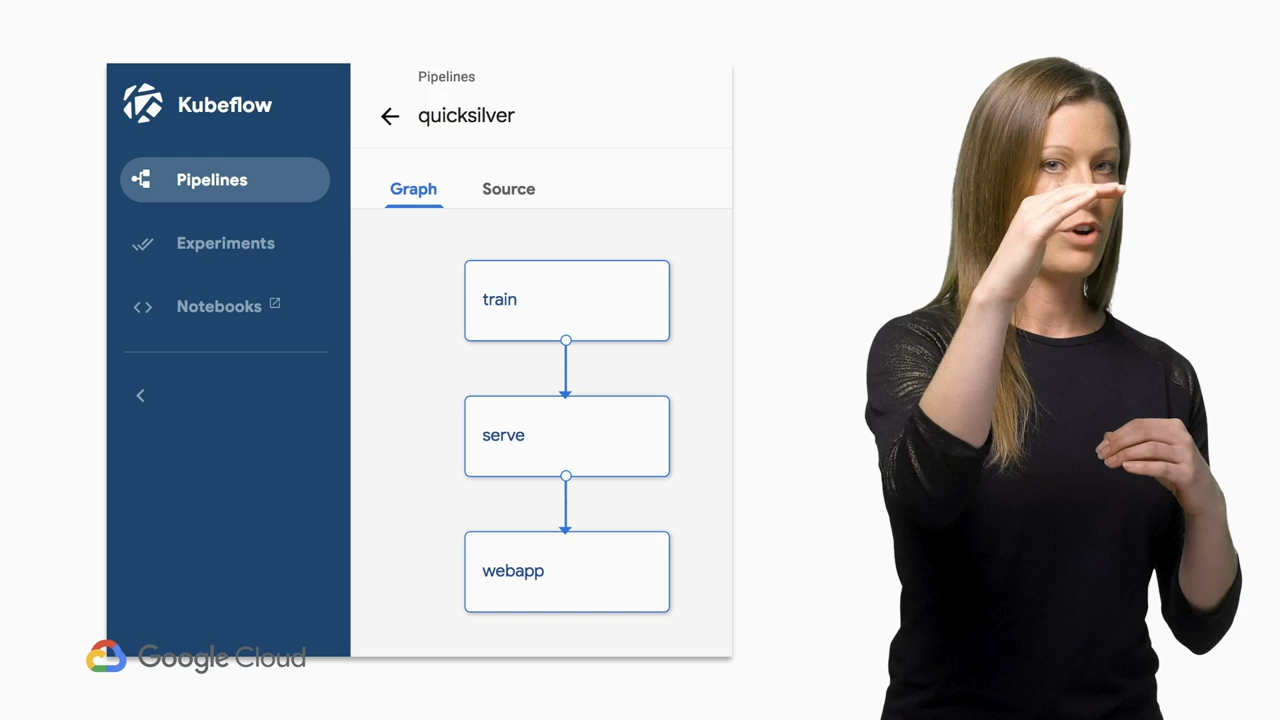 Kubeflow
Pipelines
Experiments
Notebooks
Pipelines
quicksilver
Graph Source
train
serve
webapp
Google Cloud